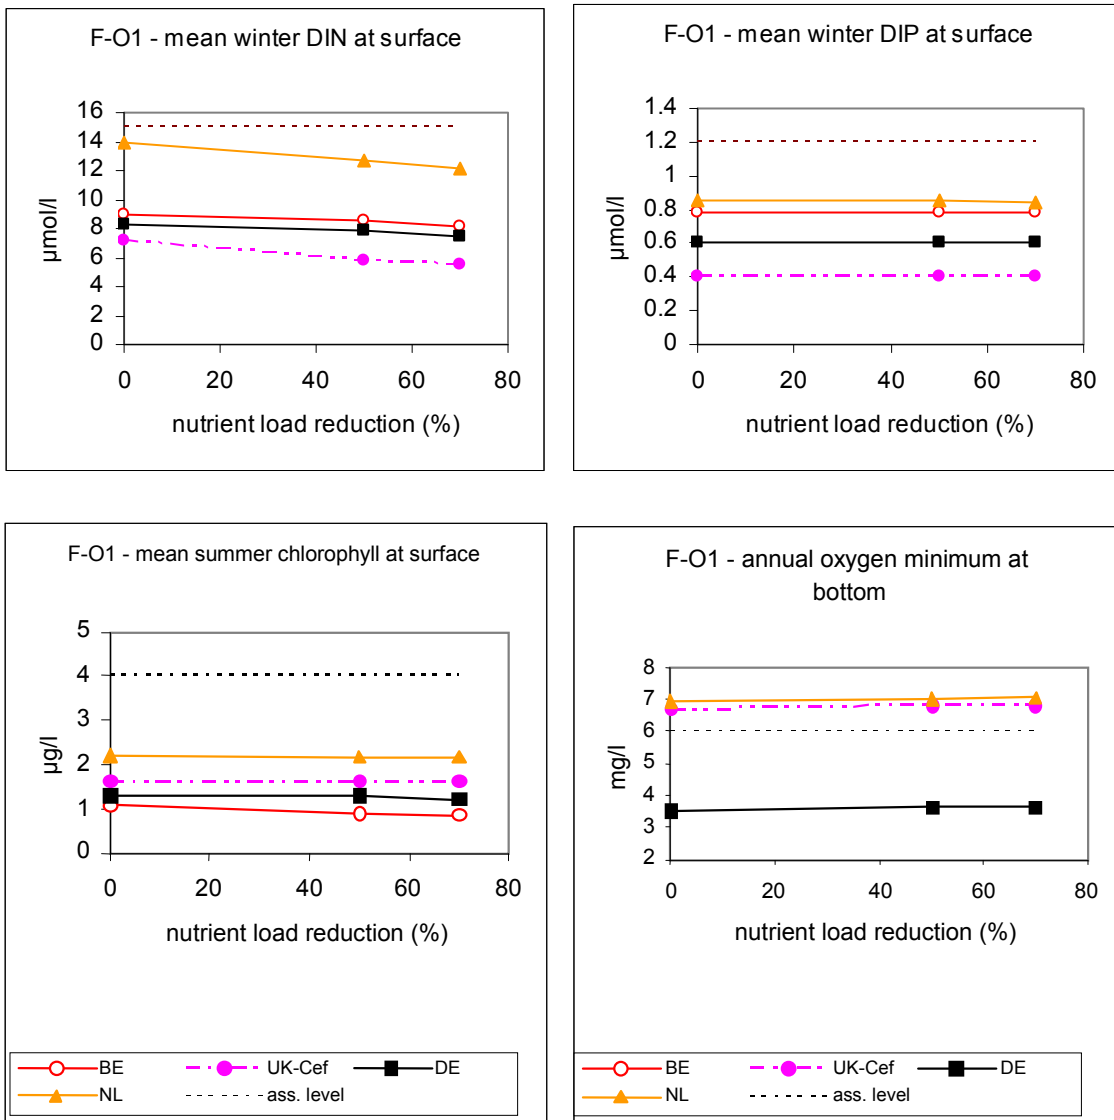 F-O1 - mean winter DIN at surface
16
14
12
10
8
6
4
2
0
µmol/l
0 20 40 60 80
nutrient load reduction (%)
F-O1 - mean winter DIP at surface
1.4
1.2
1
0.8
0.6
0.4
0.2
0
µmol/l
0 20 40 60 80
nutrient load reduction (%)
F-O1 - mean summer chlorophyll at surface
5
4
3
2
1
0
µg/l
0 20 40 60 80
nutrient load reduction (%)
BE UK-Cef DE
NL ass. level
F-O1 - annual oxygen minimum at
bottom
8
7
6
5
4
3
2
mg/l
0 20 40 60 80
nutrient load reduction (%)
BE UK-Cef DE
NL ass. level